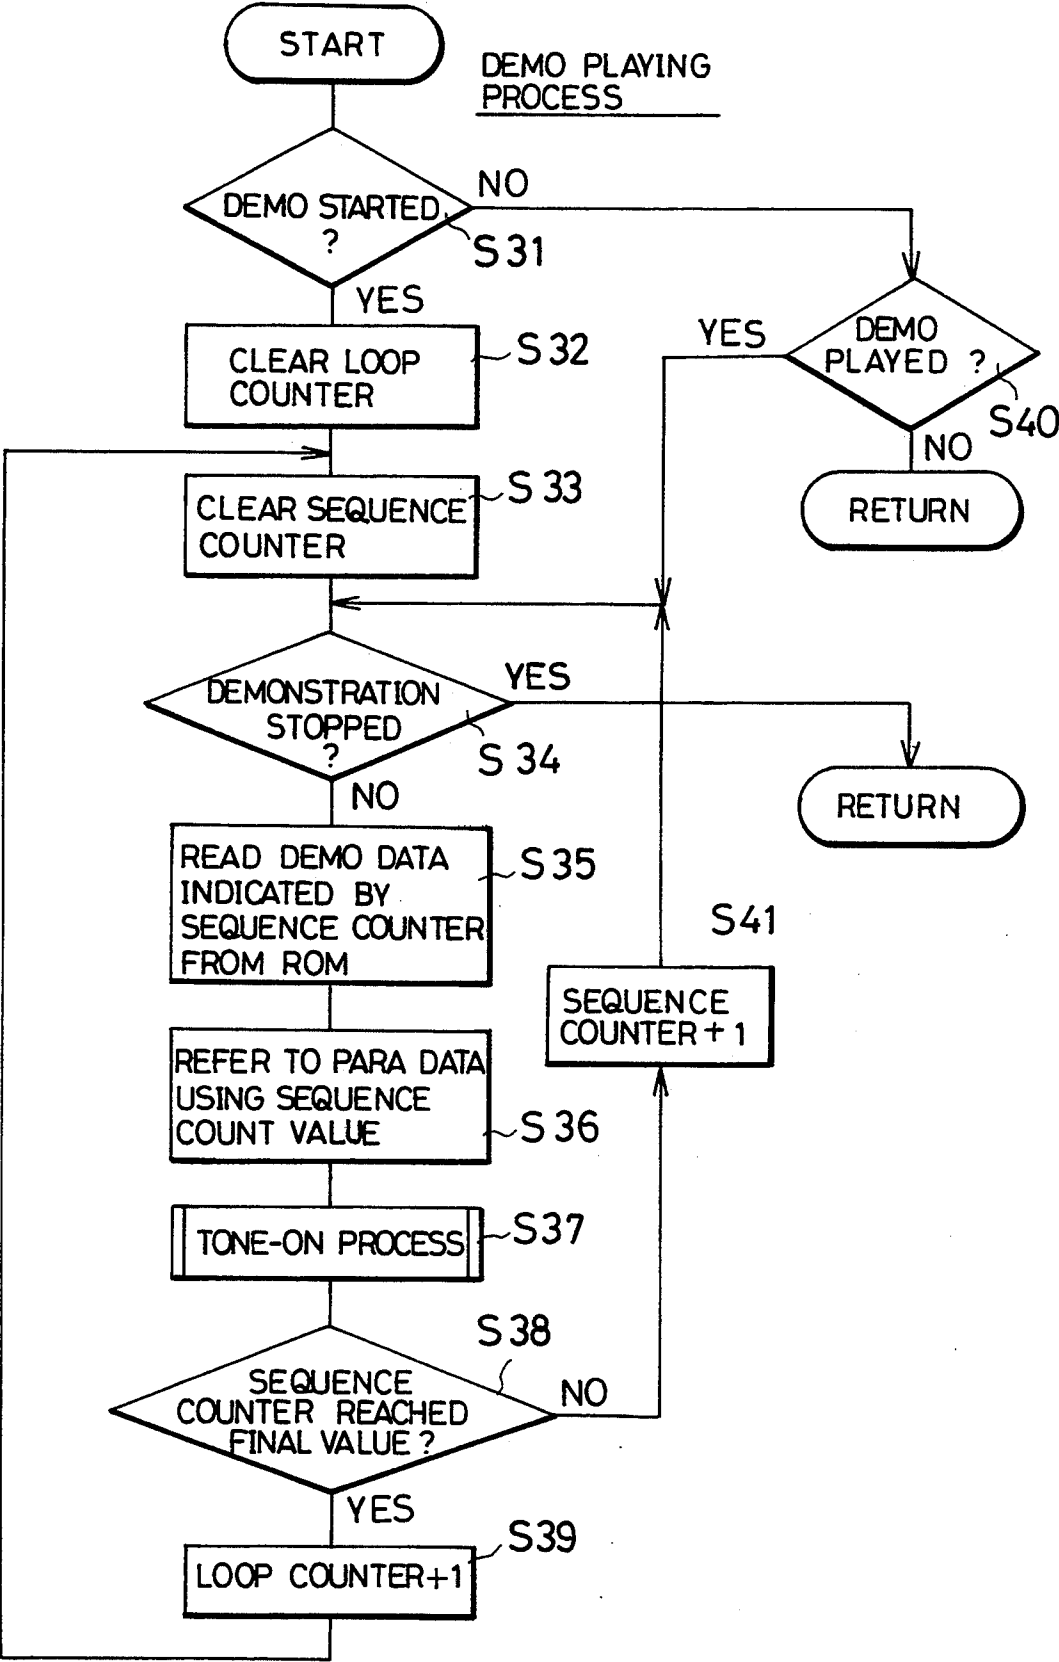 START
DEMO PLAYING
PROCESS
DEMO STARTED
?
S31
NO
YES
CLEAR LOOP
COUNTER
S32
YES
DEMO
PLAYED ?
S40
NO
RETURN
CLEAR SEQUENCE
COUNTER
S33
DEMONSTRATION
STOPPED
?
S34
YES
NO
RETURN
READ DEMO DATA
INDICATED BY
SEQUENCE COUNTER
FROM ROM
S35
S41
SEQUENCE
COUNTER+1
REFER TO PARA DATA
USING SEQUENCE
COUNT VALUE
S36
TONE-ON PROCESS
S37
S38
SEQUENCE
COUNTER REACHED
FINAL VALUE ?
NO
YES
S39
LOOP COUNTER+1